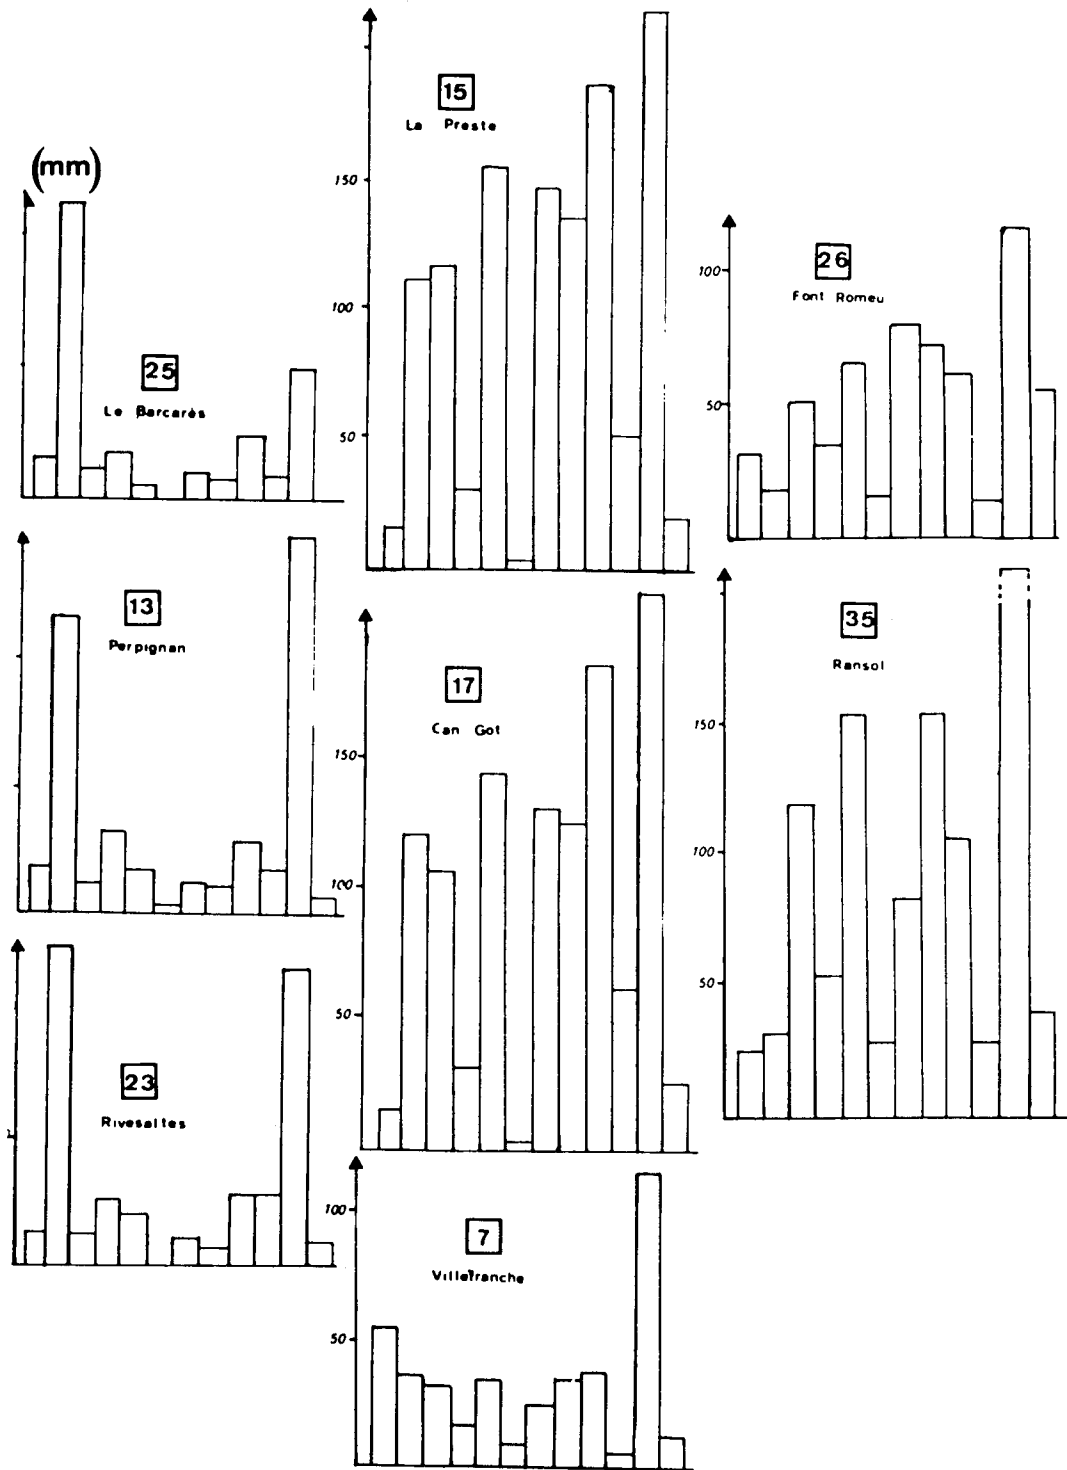 (mm)
25
Le Barcarès
13
Perpignan
23
Rivesaltes
15
La Preste
150
100
50
17
Can Got
150
100
50
7
Villefranche
100
50
26
Font Romeu
100
50
35
Ransol
150
100
50